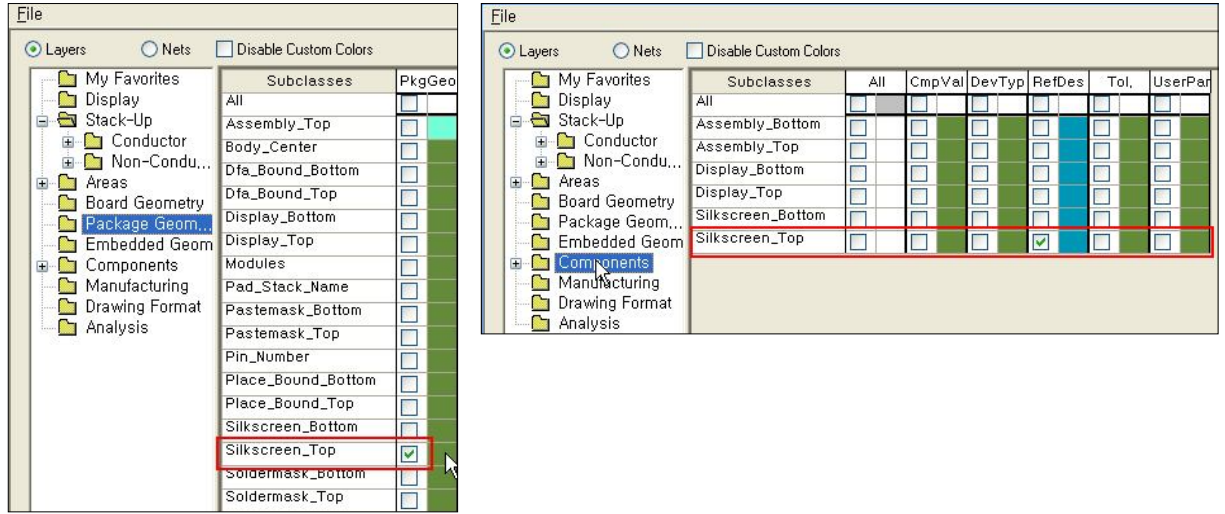 File
Layers Nets Disable Custom Colors
My Favorites
Display
Stack-Up
Conductor
Non-Condu...
Areas
Board Geometry
Package Geom...
Embedded Geom
Components
Manufacturing
Drawing Format
Analysis
Subclasses PkgGeo
All
Assembly_Top
Body_Center
Dfa_Bound_Bottom
Dfa_Bound_Top
Display_Bottom
Display_Top
Modules
Pad_Stack_Name
Pastemask_Bottom
Pastemask_Top
Pin_Number
Place_Bound_Bottom
Place_Bound_Top
Silkscreen_Bottom
Silkscreen_Top
Soldermask_Bottom
Soldermask_Top
File
Layers Nets Disable Custom Colors
My Favorites
Display
Stack-Up
Conductor
Non-Condu...
Areas
Board Geometry
Package Geom...
Embedded Geom
Components
Manufacturing
Drawing Format
Analysis
Subclasses All CmpVal DevTyp RefDes Tol, UserPar
All
Assembly_Bottom
Assembly_Top
Display_Bottom
Display_Top
Silkscreen_Bottom
Silkscreen_Top